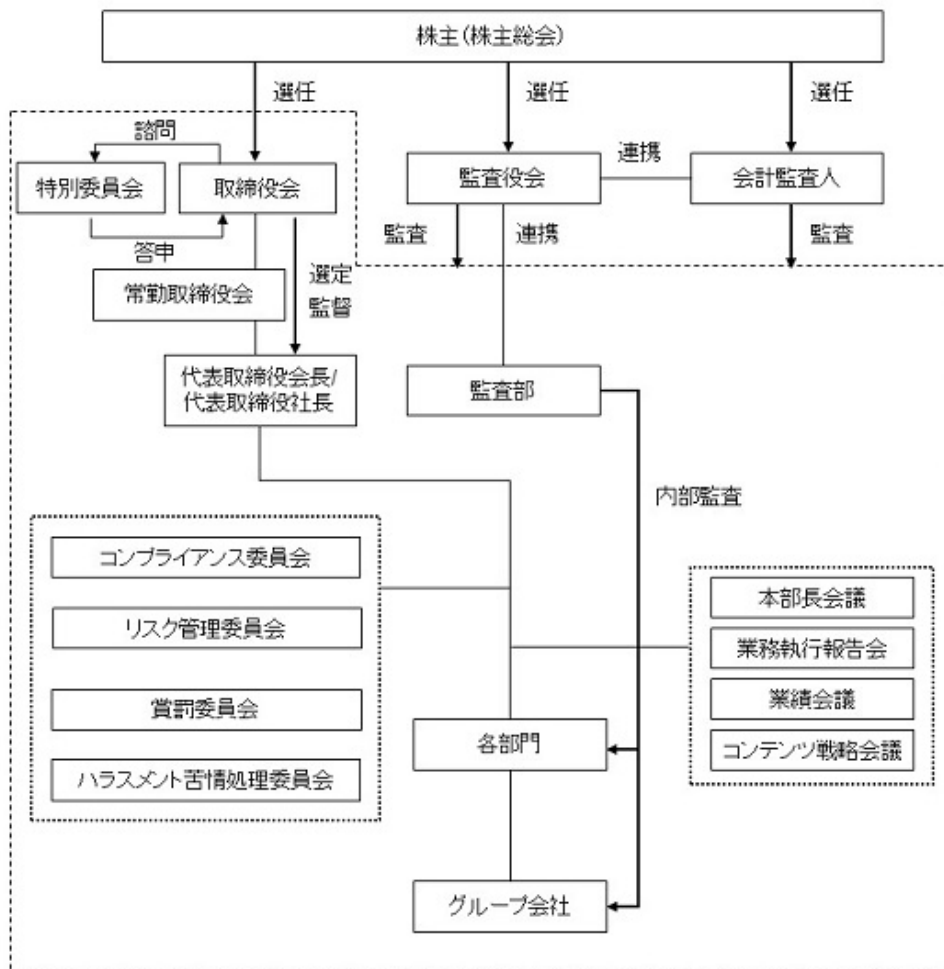 株主(株主総会)
選任
選任
選任
諮問
連携
特別委員会
取締役会
監査役会
会計監査人
答申
監査
連携
監査
選定
監督
常勤取締役会
代表取締役会長/
代表取締役社長
監査部
内部監査
コンプライアンス委員会
リスク管理委員会
賞罰委員会
ハラスメント苦情処理委員会
本部長会議
業務執行報告会
業績会議
コンテンツ戦略会議
各部門
グループ会社